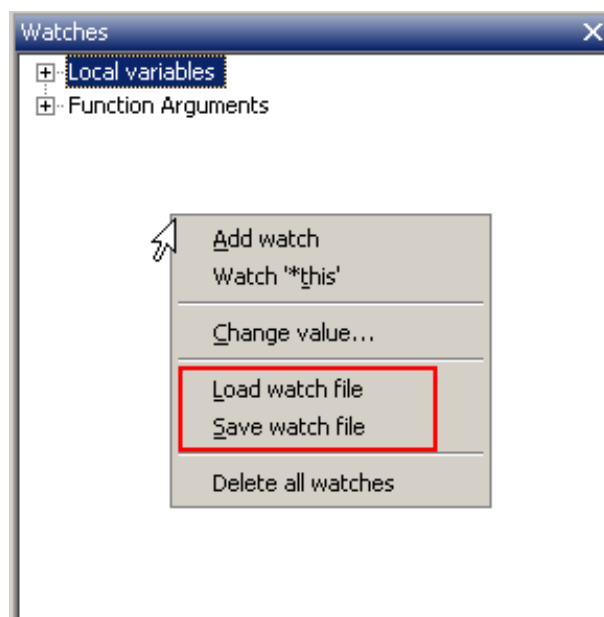 Watches
Local variables
Function Arguments
Add watch
Watch '*this'
Change value...
Load watch file
Save watch file
Delete all watches